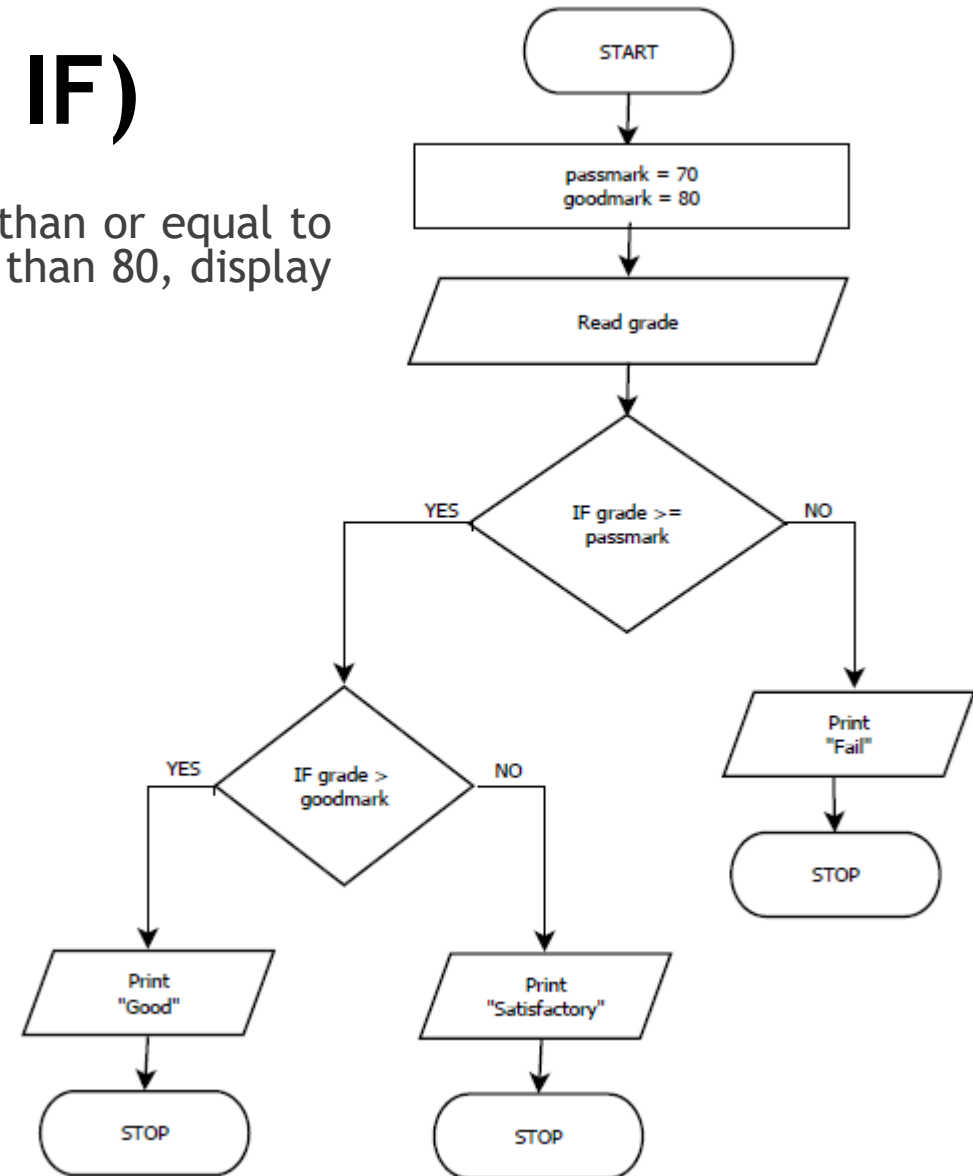 IF)
than or equal to
than 80, display
START
passmark = 70
goodmark = 80
Read grade
YES
IF grade >=
passmark
NO
YES
IF grade >
goodmark
NO
Print
"Fail"
STOP
Print
"Good"
Print
"Satisfactory"
STOP
STOP